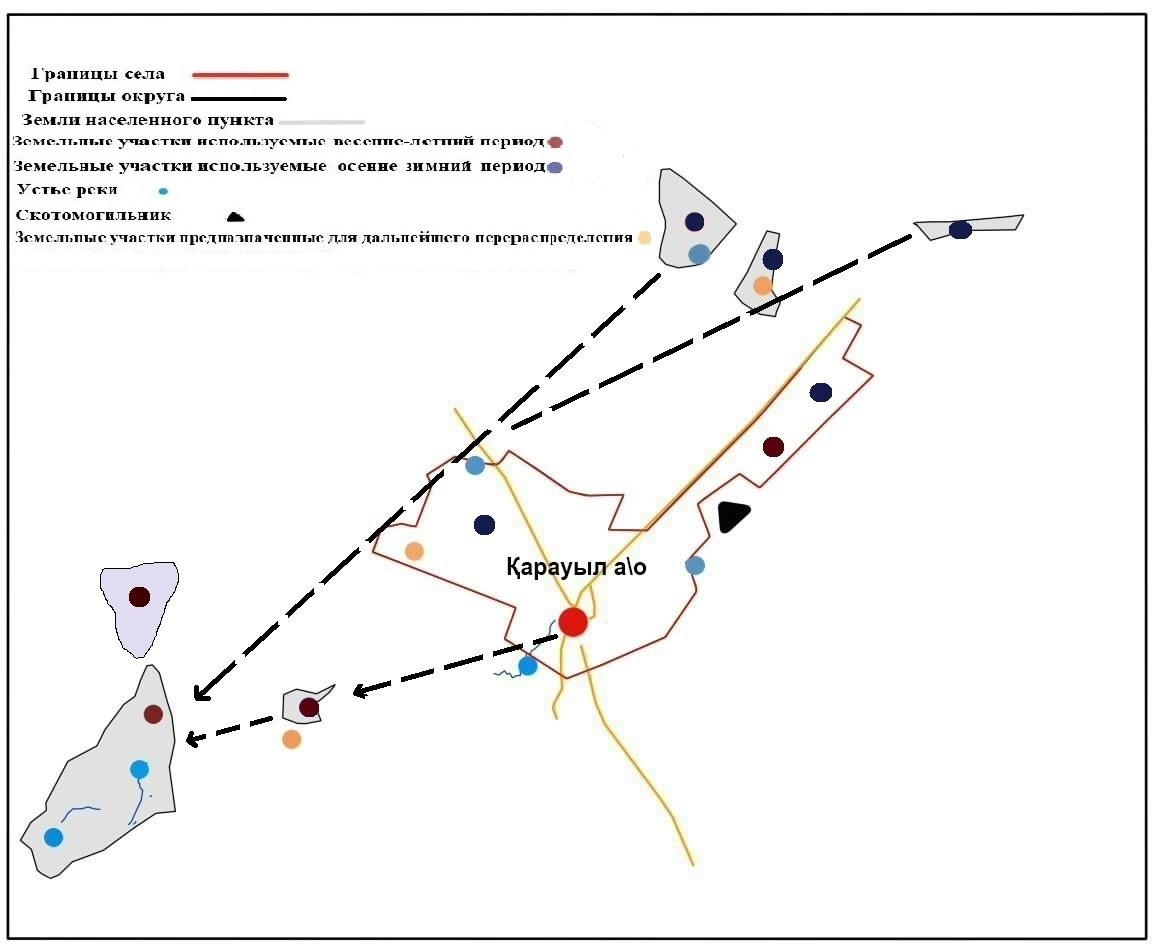 Границы села
Границы округа
Земли населенного пункта
Земельные участки используемые весенне-летний период
Земельные участки используемые осенне зимний период
Устье реки
Скотомогильник
Земельные участки предназначенные для дальнейшего перераспределения
Қарауыл а\о